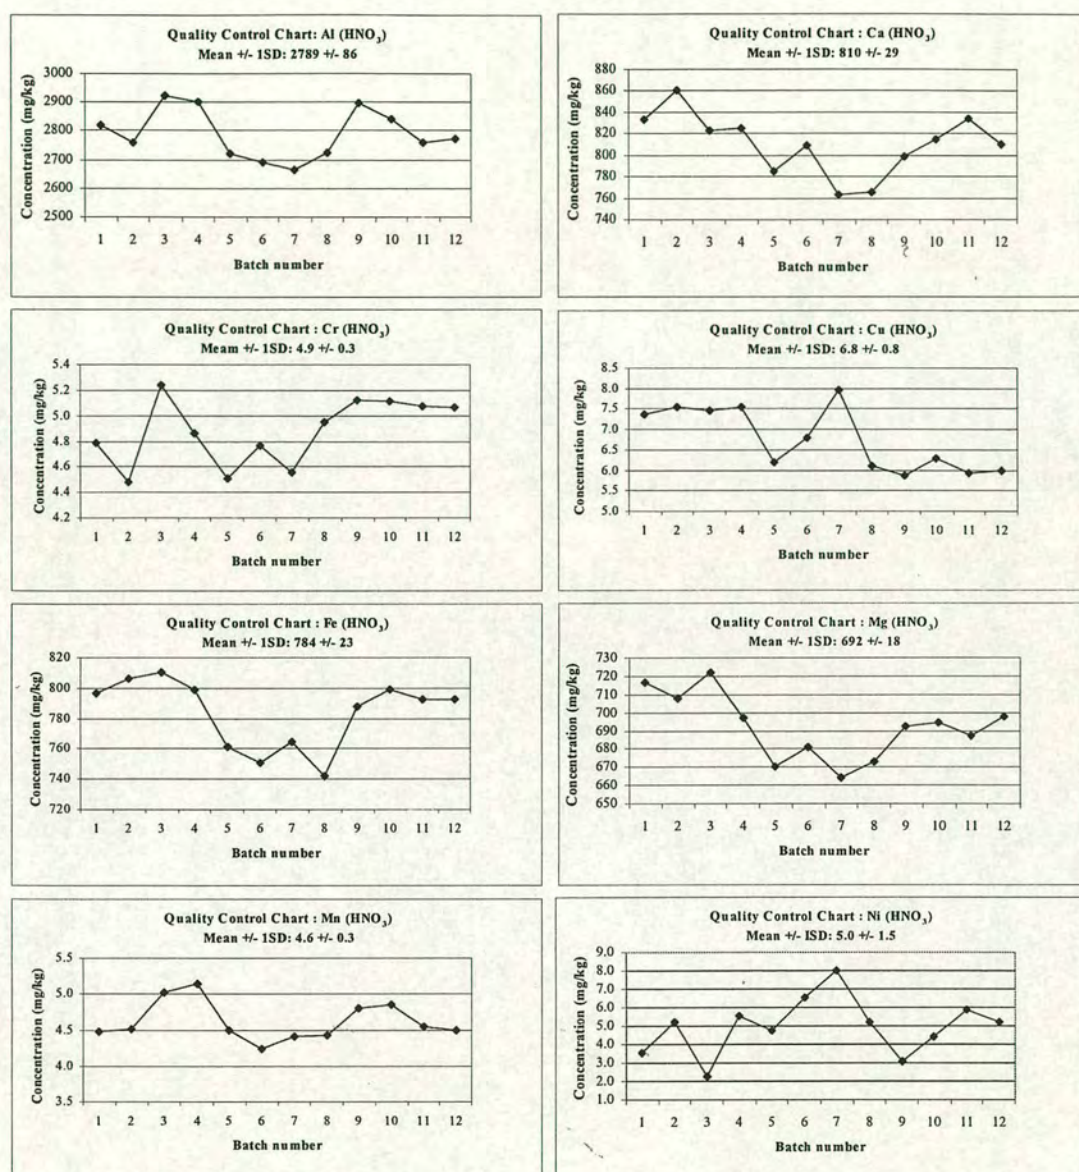 Quality Control Chart: Al (HNO3)
Mean +/- 1SD: 2789 +/- 86
Concentration (mg/kg)
3000
2900
2800
2700
2600
2500
1 2 3 4 5 6 7 8 9 10 11 12
Batch number
Quality Control Chart : Ca (HNO3)
Mean +/- 1SD: 810 +/- 29
Concentration (mg/kg)
880
860
840
820
800
780
760
740
1 2 3 4 5 6 7 8 9 10 11 12
Batch number
Quality Control Chart : Cr (HNO3)
Meam +/- 1SD: 4.9 +/- 0.3
Concentration (mg/kg)
5.4
5.2
5.0
4.8
4.6
4.4
4.2
1 2 3 4 5 6 7 8 9 10 11 12
Batch number
Quality Control Chart : Cu (HNO3)
Mean +/- 1SD: 6.8 +/- 0.8
Concentration (mg/kg)
8.5
8.0
7.5
7.0
6.5
6.0
5.5
5.0
1 2 3 4 5 6 7 8 9 10 11 12
Batch number
Quality Control Chart : Fe (HNO3)
Mean +/- 1SD: 784 +/- 23
Concentration (mg/kg)
820
800
780
760
740
720
1 2 3 4 5 6 7 8 9 10 11 12
Batch number
Quality Control Chart : Mg (HNO3)
Mean +/- 1SD: 692 +/- 18
Concentration (mg/kg)
730
720
710
700
690
680
670
660
650
1 2 3 4 5 6 7 8 9 10 11 12
Batch number
Quality Control Chart : Mn (HNO3)
Mean +/- 1SD: 4.6 +/- 0.3
Concentration (mg/kg)
5.5
5.0
4.5
4.0
3.5
1 2 3 4 5 6 7 8 9 10 11 12
Batch number
Quality Control Chart : Ni (HNO3)
Mean +/- ISD: 5.0 +/- 1.5
Concentration (mg/kg)
9.0
8.0
7.0
6.0
5.0
4.0
3.0
2.0
1.0
1 2 3 4 5 6 7 8 9 10 11 12
Batch number